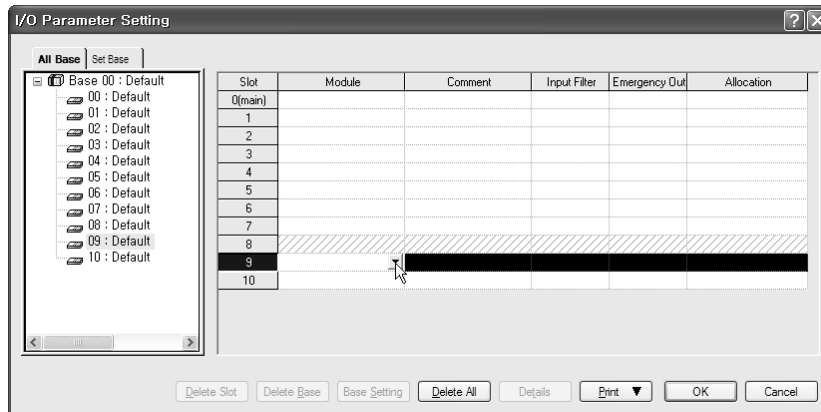 I/O Parameter Setting
All Base Set Base
Base 00 : Default
00 : Default
01 : Default
02 : Default
03 : Default
04 : Default
05 : Default
06 : Default
07 : Default
08 : Default
09 : Default
10 : Default
Slot Module Comment Input Filter Emergency Out Allocation
0(main)
1
2
3
4
5
6
7
8
9
10
Delete Slot Delete Base Base Setting Delete All Details Print ▼ OK Cancel